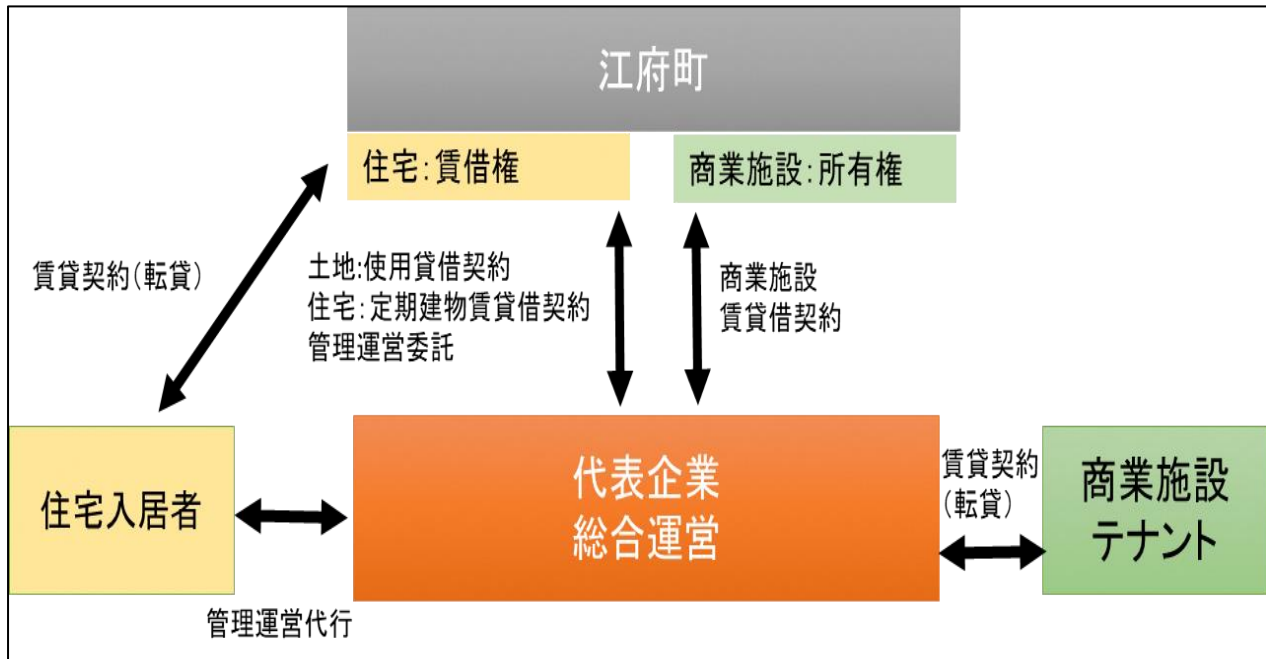 江府町
住宅：賃借権
商業施設：所有権
賃貸契約（転貸）
土地:使用貸借契約
住宅：定期建物賃貸借契約
管理運営委託
商業施設
賃貸借契約
住宅入居者
代表企業
総合運営
賃貸契約
（転貸）
商業施設
テナント
管理運営代行